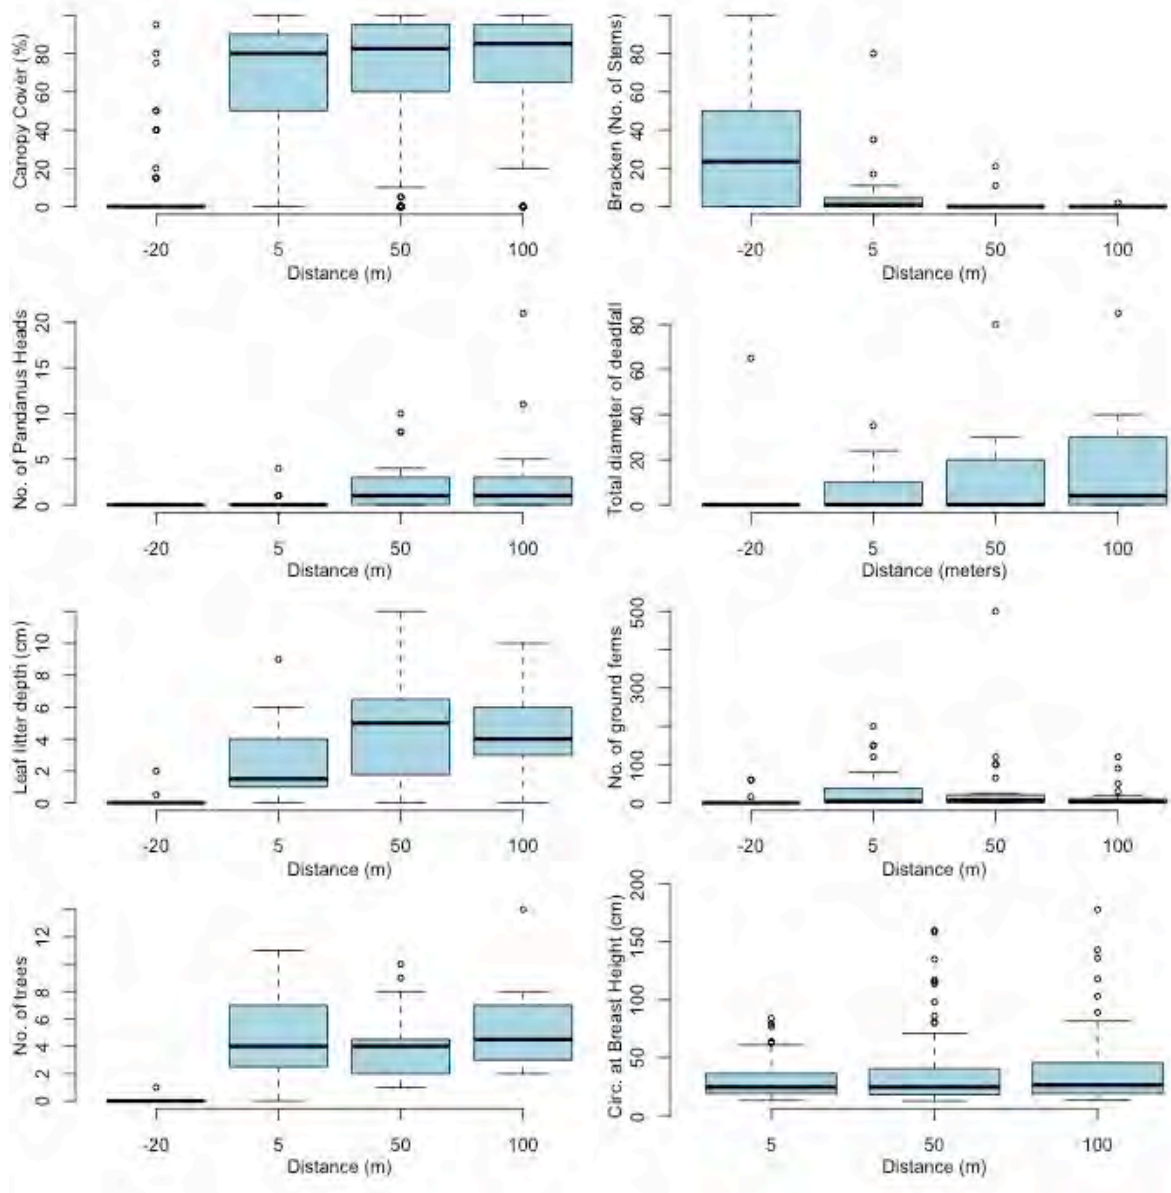 Canopy Cover (%)
0 20 40 60 80
-20 5 50 100
Distance (m)
Bracken (No. of Stems)
0 20 40 60 80
-20 5 50 100
Distance (m)
No. of Pandanus Heads
0 5 10 15 20
-20 5 50 100
Distance (m)
Total diameter of deadfall
0 20 40 60 80
-20 5 50 100
Distance (meters)
Leaf litter depth (cm)
0 2 4 6 8 10
-20 5 50 100
Distance (m)
No. of ground ferns
0 100 300 500
-20 5 50 100
Distance (m)
No. of trees
0 2 4 6 8 12
-20 5 50 100
Distance (m)
Circ. at Breast Height (cm)
0 50 100 150 200
5 50 100
Distance (m)